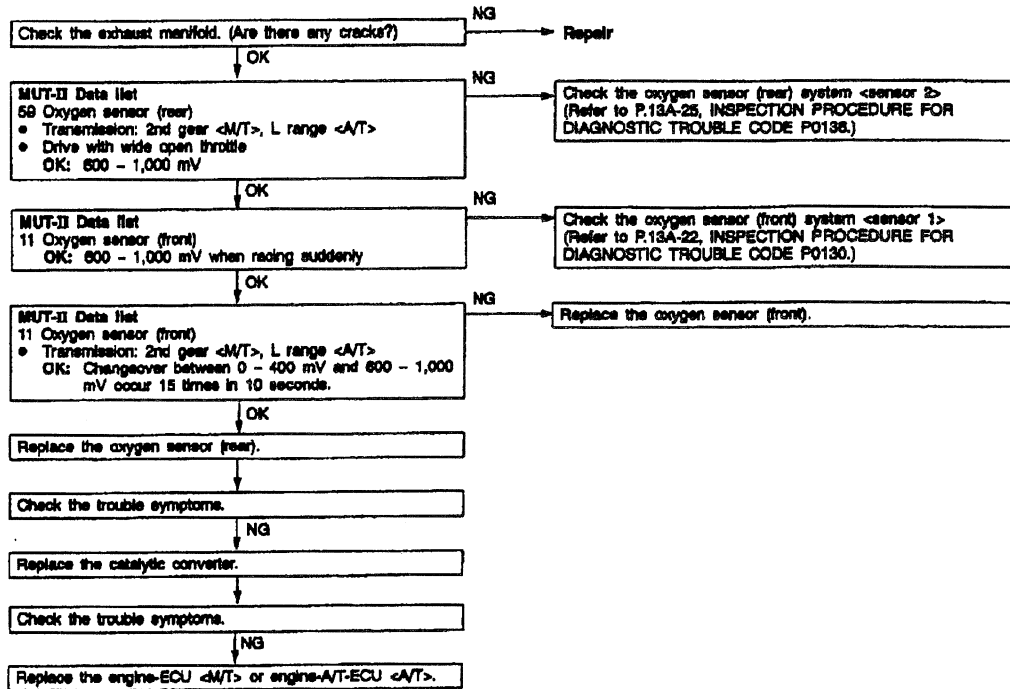 Check the exhaust manifold. (Are there any cracks?)
NG
Repair
OK
MUT-II Data list
59 Oxygen sensor (rear)
● Transmission: 2nd gear <M/T>, L range <A/T>
● Drive with wide open throttle
OK: 600 – 1,000 mV
NG
Check the oxygen sensor (rear) system <sensor 2>
(Refer to P.13A-25, INSPECTION PROCEDURE FOR
DIAGNOSTIC TROUBLE CODE P0136.)
OK
MUT-II Data list
11 Oxygen sensor (front)
OK: 600 – 1,000 mV when racing suddenly
NG
Check the oxygen sensor (front) system <sensor 1>
(Refer to P.13A-22, INSPECTION PROCEDURE FOR
DIAGNOSTIC TROUBLE CODE P0130.)
OK
MUT-II Data list
11 Oxygen sensor (front)
● Transmission: 2nd gear <M/T>, L range <A/T>
OK: Changeover between 0 – 400 mV and 600 – 1,000
mV occur 15 times in 10 seconds.
NG
Replace the oxygen sensor (front).
OK
Replace the oxygen sensor (rear).
Check the trouble symptoms.
NG
Replace the catalytic converter.
Check the trouble symptoms.
NG
Replace the engine-ECU <M/T> or engine-A/T-ECU <A/T>.